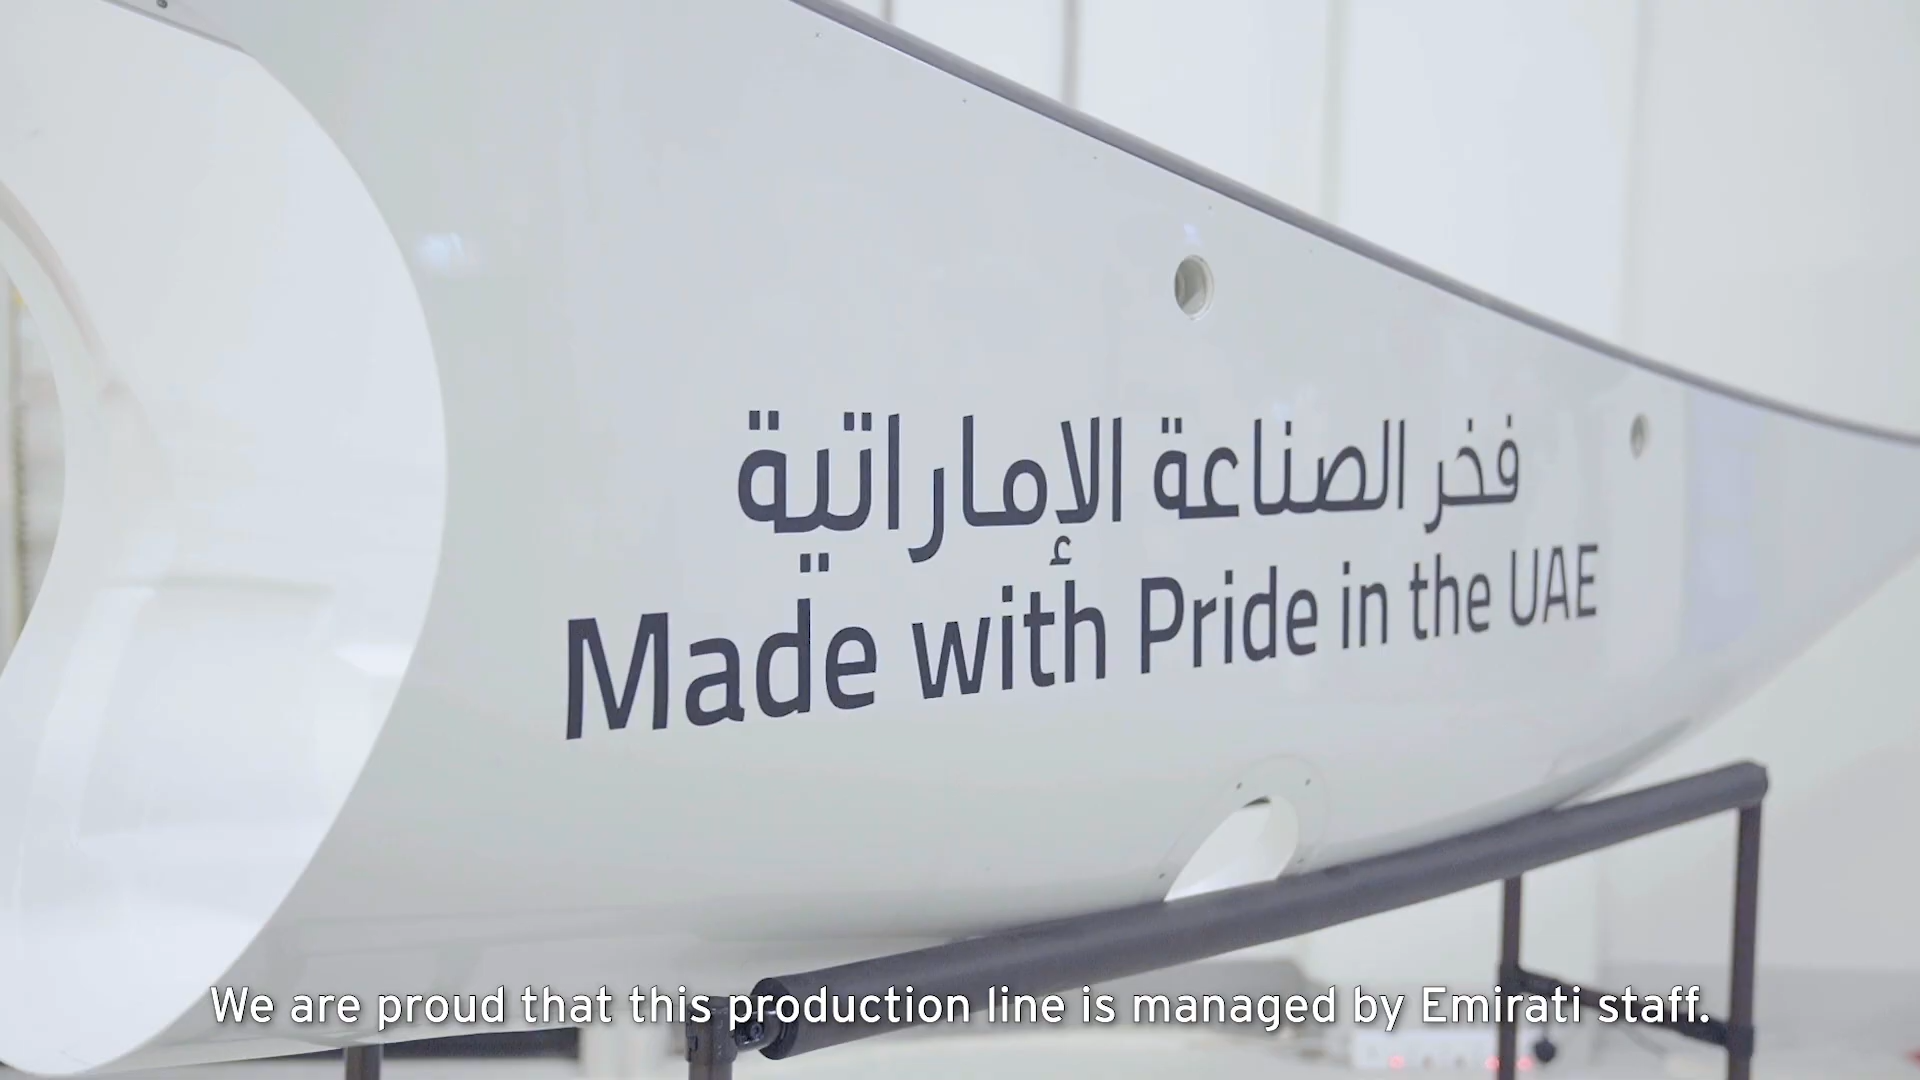 فخر الصناعة الإماراتية
Made with Pride in the UAE
We are proud that this production line is managed by Emirati staff.